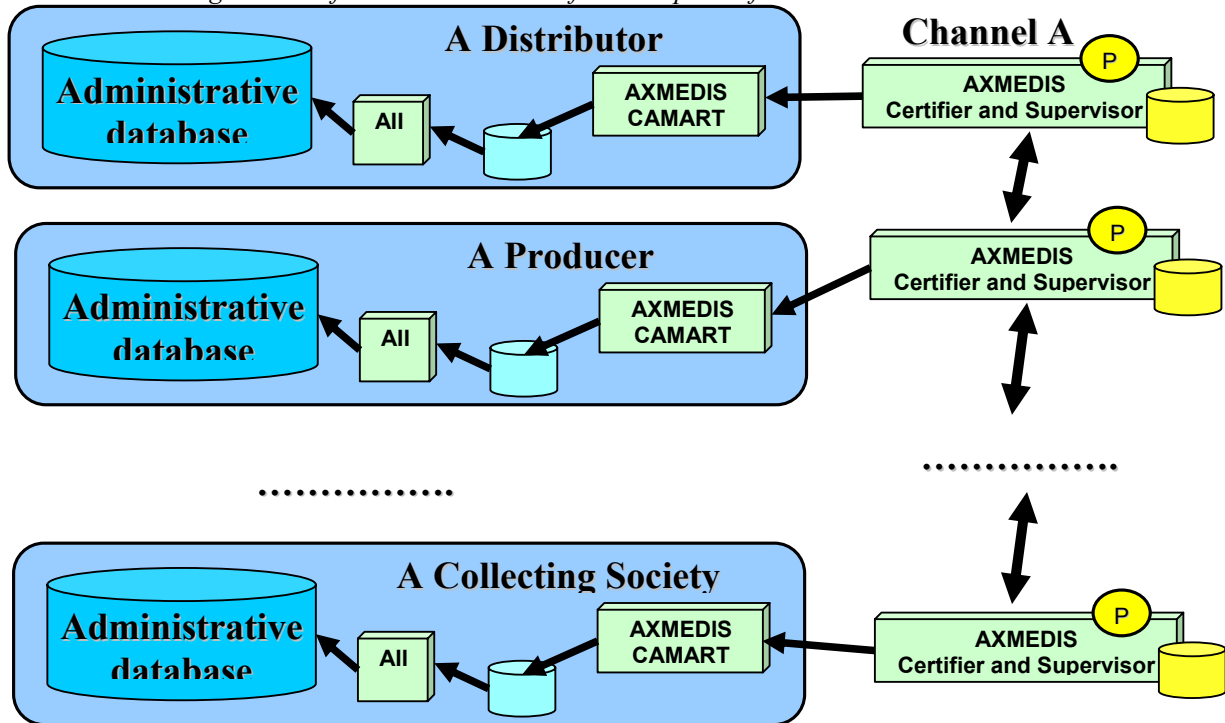 A Distributor
Channel A
P
Administrative
database
All
AXMEDIS
CAMART
AXMEDIS
Certifier and Supervisor
A Producer
P
Administrative
database
All
AXMEDIS
CAMART
AXMEDIS
Certifier and Supervisor
................
................
A Collecting Society
P
Administrative
database
All
AXMEDIS
CAMART
AXMEDIS
Certifier and Supervisor